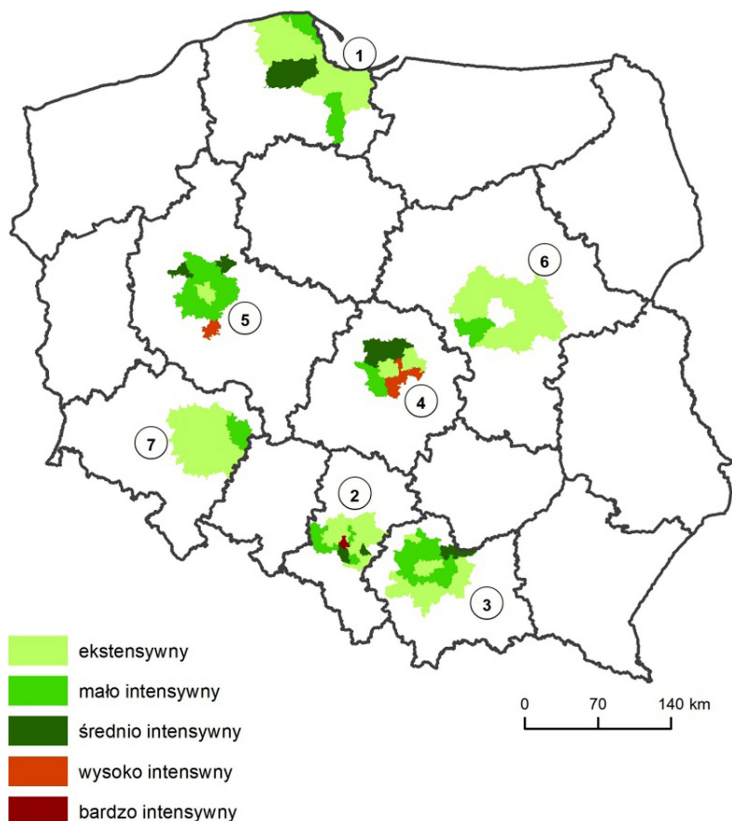 1
6
5
4
7
2
3
ekstensywny
mało intensywny
średnio intensywny
wysoko intenswny
bardzo intensywny
0 70 140 km